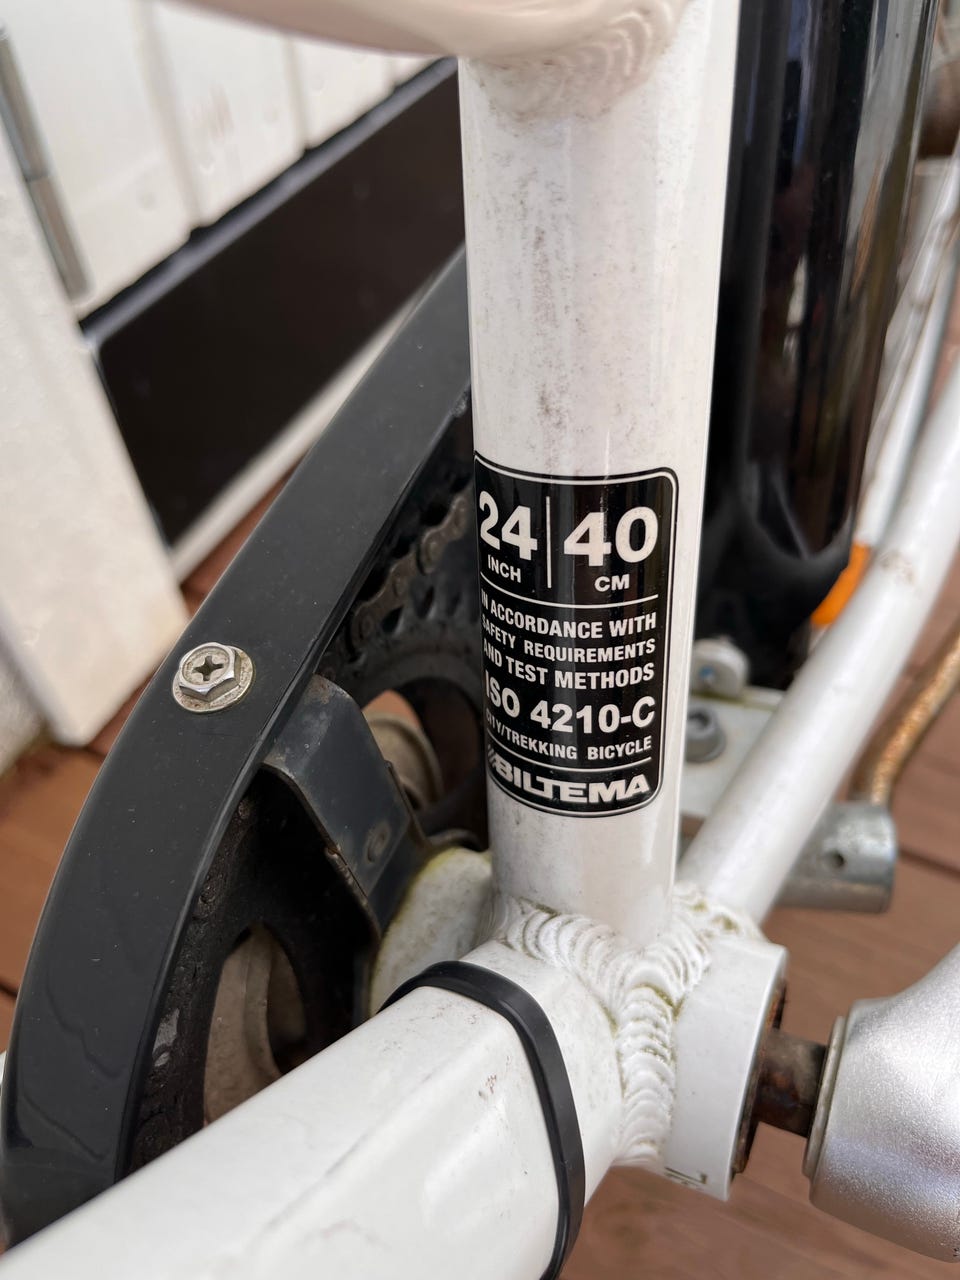 24 | 40
INCH CM
IN ACCORDANCE WITH
SAFETY REQUIREMENTS
AND TEST METHODS
ISO 4210-C
CITY/TREKKING BICYCLE
BILTEMA